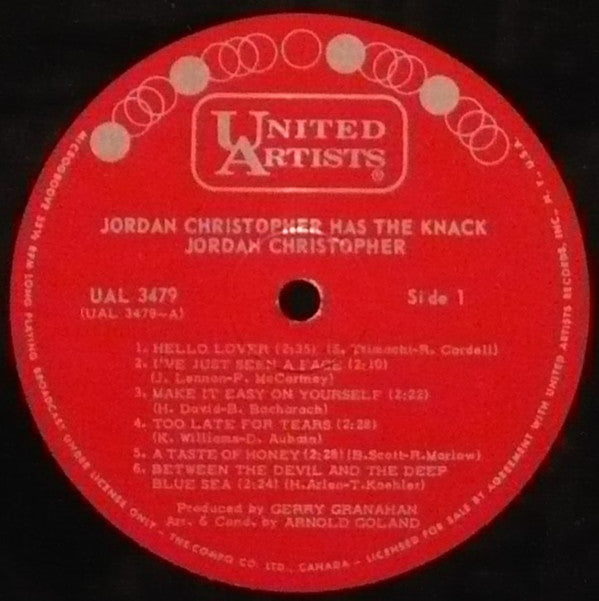 UNITED
ARTISTS®
JORDAN CHRISTOPHER HAS THE KNACK
JORDAN CHRISTOPHER
UAL 3479
(UAL 3479-A)
Side 1
1. HELLO LOVER (2:35) (S. Trimachi-R. Cordell)
2. I'VE JUST SEEN A FACE (2:10)
(J. Lennon-P. McCartney)
3. MAKE IT EASY ON YOURSELF (2:22)
(H. David-B. Bacharach)
4. TOO LATE FOR TEARS (2:28)
(K. Williams-D. Aubain)
5. A TASTE OF HONEY (2:28) (B.Scott-R.Marlow)
6. BETWEEN THE DEVIL AND THE DEEP
BLUE SEA (2:24) (H.Arlen-T.Koehler)
Produced by GERRY GRANAHAN
Arr. & Cond. by ARNOLD GOLAND
MICROGROOVE 33⅓ RPM LONG PLAYING BROADCAST UNDER LICENSE ONLY - THE COMPO CO. LTD., CANADA - LICENSED FOR SALE BY AGREEMENT WITH UNITED ARTISTS RECORDS, INC., N. Y., U.S.A.